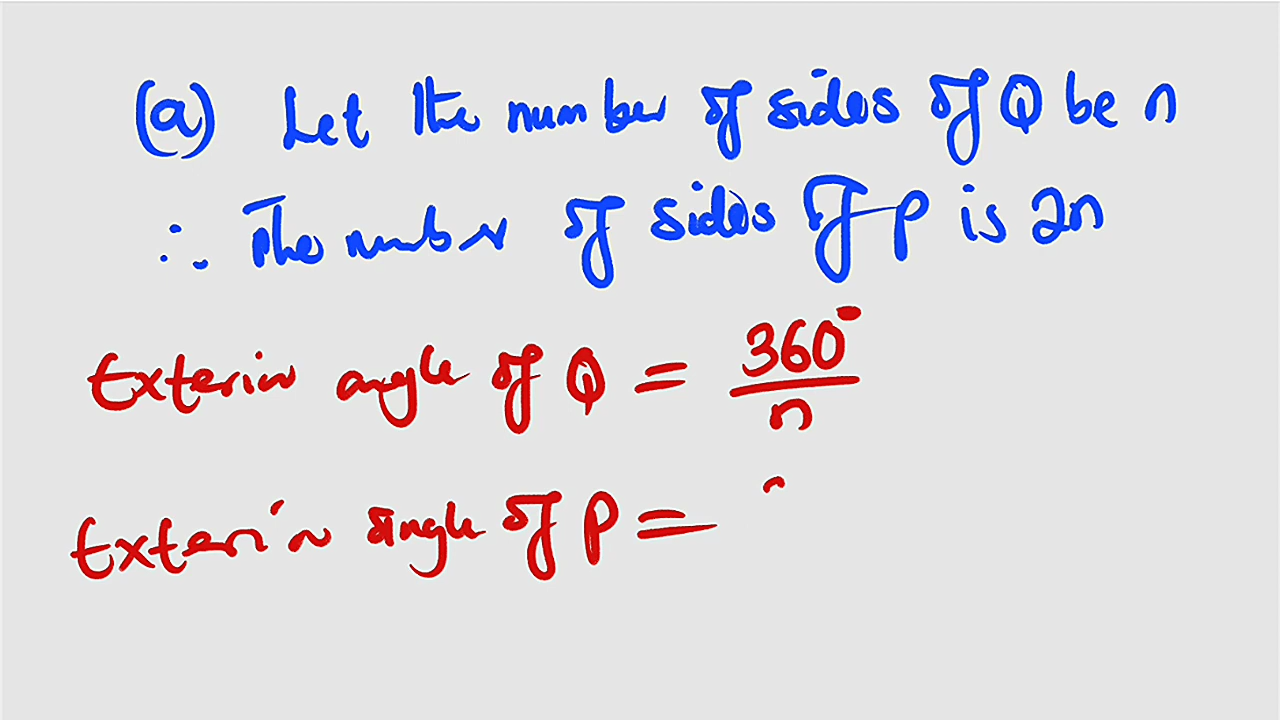 (a) Let the number of sides of Q be n
∴ The number of sides of P is 2n
Exterior angle of Q = 360°/n
Exterior angle of P =